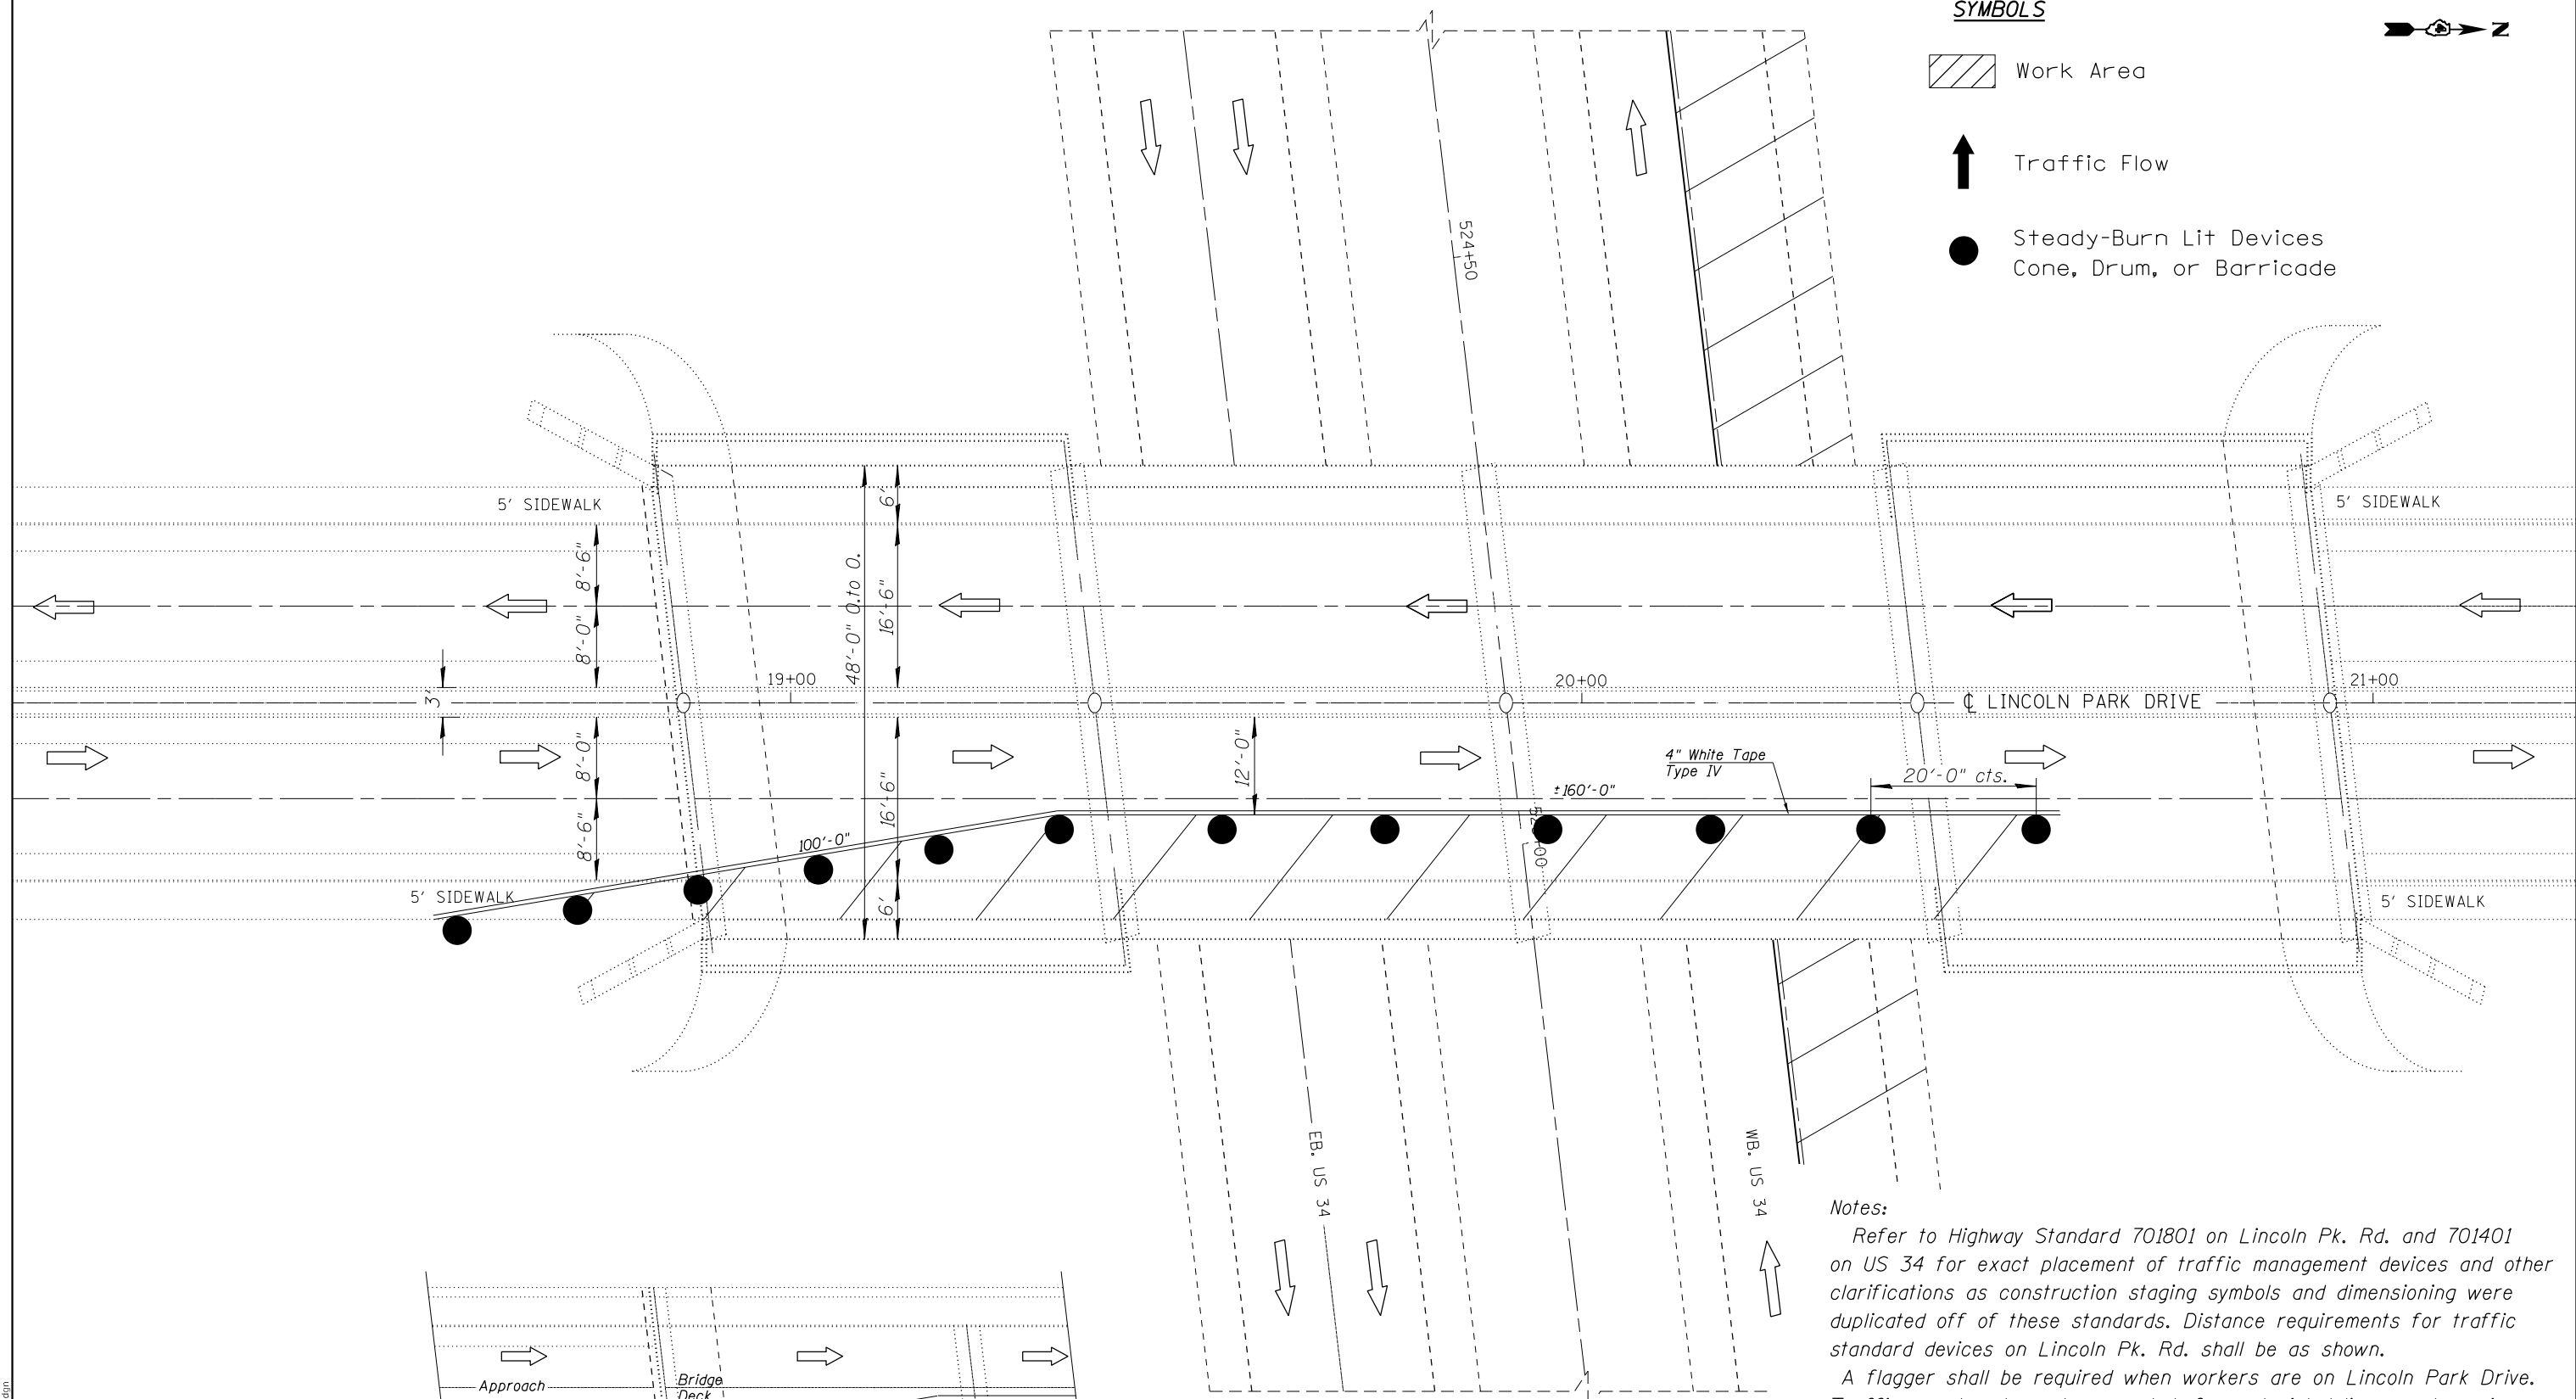 SYMBOLS
N
Work Area
Traffic Flow
Steady-Burn Lit Devices
Cone, Drum, or Barricade
524+50
5' SIDEWALK
5' SIDEWALK
6'
8'-6"
48'-0" O.to O.
16'-6"
8'-0"
19+00
20+00
21+00
3'
℄ LINCOLN PARK DRIVE
8'-0"
12'-0"
4" White Tape
Type IV
20'-0" cts.
±160'-0"
16'-6"
8'-6"
100'-0"
5' SIDEWALK
6'
5' SIDEWALK
EB. US 34
WB. US 34
Notes:
Refer to Highway Standard 701801 on Lincoln Pk. Rd. and 701401
on US 34 for exact placement of traffic management devices and other
clarifications as construction staging symbols and dimensioning were
duplicated off of these standards. Distance requirements for traffic
standard devices on Lincoln Pk. Rd. shall be as shown.
A flagger shall be required when workers are on Lincoln Park Drive.
Approach
Bridge
Deck
dgn